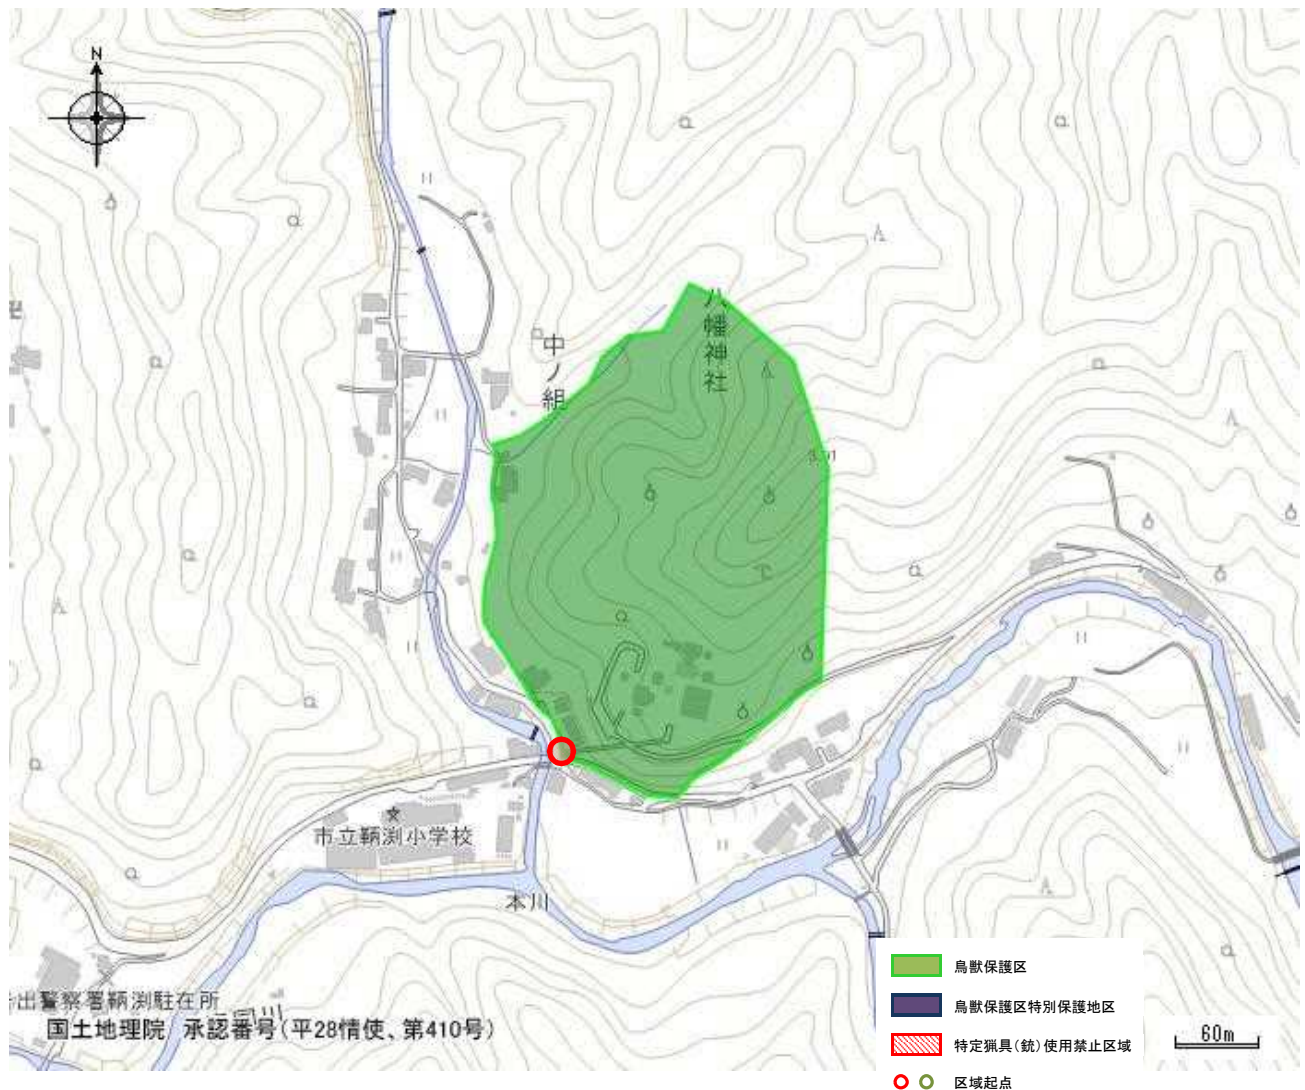 N
八幡神社
中ノ組
市立鞆渕小学校
本川
出警察署鞆渕駐在所
国土地理院 承認番号(平28情使、第410号)
鳥獣保護区
鳥獣保護区特別保護地区
特定猟具(銃)使用禁止区域
区域起点
60m